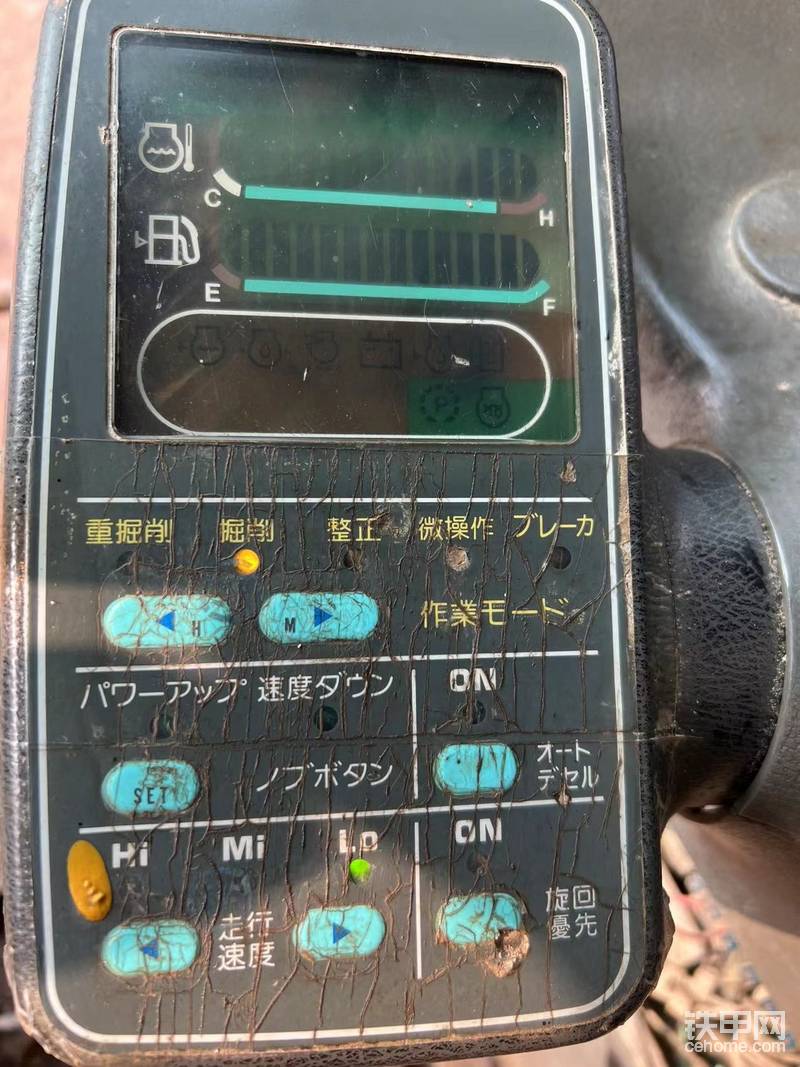 C H
E F
重掘削 掘削 整正 微操作 ブレーカ
H M 作業モード
パワーアップ 速度ダウン ON
SET ノブボタン オート
デセル
Hi Mi Lo ON
走行
速度
旋回
優先
铁甲网
cehome.com